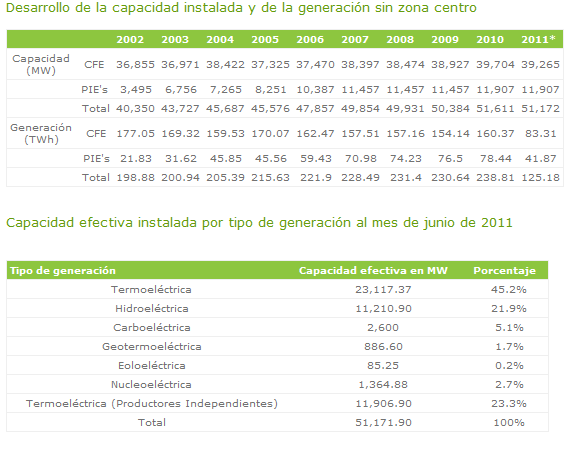 Desarrollo de la capacidad instalada y de la generación sin zona centro
2002 2003 2004 2005 2006 2007 2008 2009 2010 2011*
Capacidad (MW) CFE 36,855 36,971 38,422 37,325 37,470 38,397 38,474 38,927 39,704 39,265
PIE's 3,495 6,756 7,265 8,251 10,387 11,457 11,457 11,457 11,907 11,907
Total 40,350 43,727 45,687 45,576 47,857 49,854 49,931 50,384 51,611 51,172
Generación (TWh) CFE 177.05 169.32 159.53 170.07 162.47 157.51 157.16 154.14 160.37 83.31
PIE's 21.83 31.62 45.85 45.56 59.43 70.98 74.23 76.5 78.44 41.87
Total 198.88 200.94 205.39 215.63 221.9 228.49 231.4 230.64 238.81 125.18
Capacidad efectiva instalada por tipo de generación al mes de junio de 2011
Tipo de generación Capacidad efectiva en MW Porcentaje
Termoeléctrica 23,117.37 45.2%
Hidroeléctrica 11,210.90 21.9%
Carboeléctrica 2,600 5.1%
Geotermoeléctrica 886.60 1.7%
Eoloeléctrica 85.25 0.2%
Nucleoeléctrica 1,364.88 2.7%
Termoeléctrica (Productores Independientes) 11,906.90 23.3%
Total 51,171.90 100%